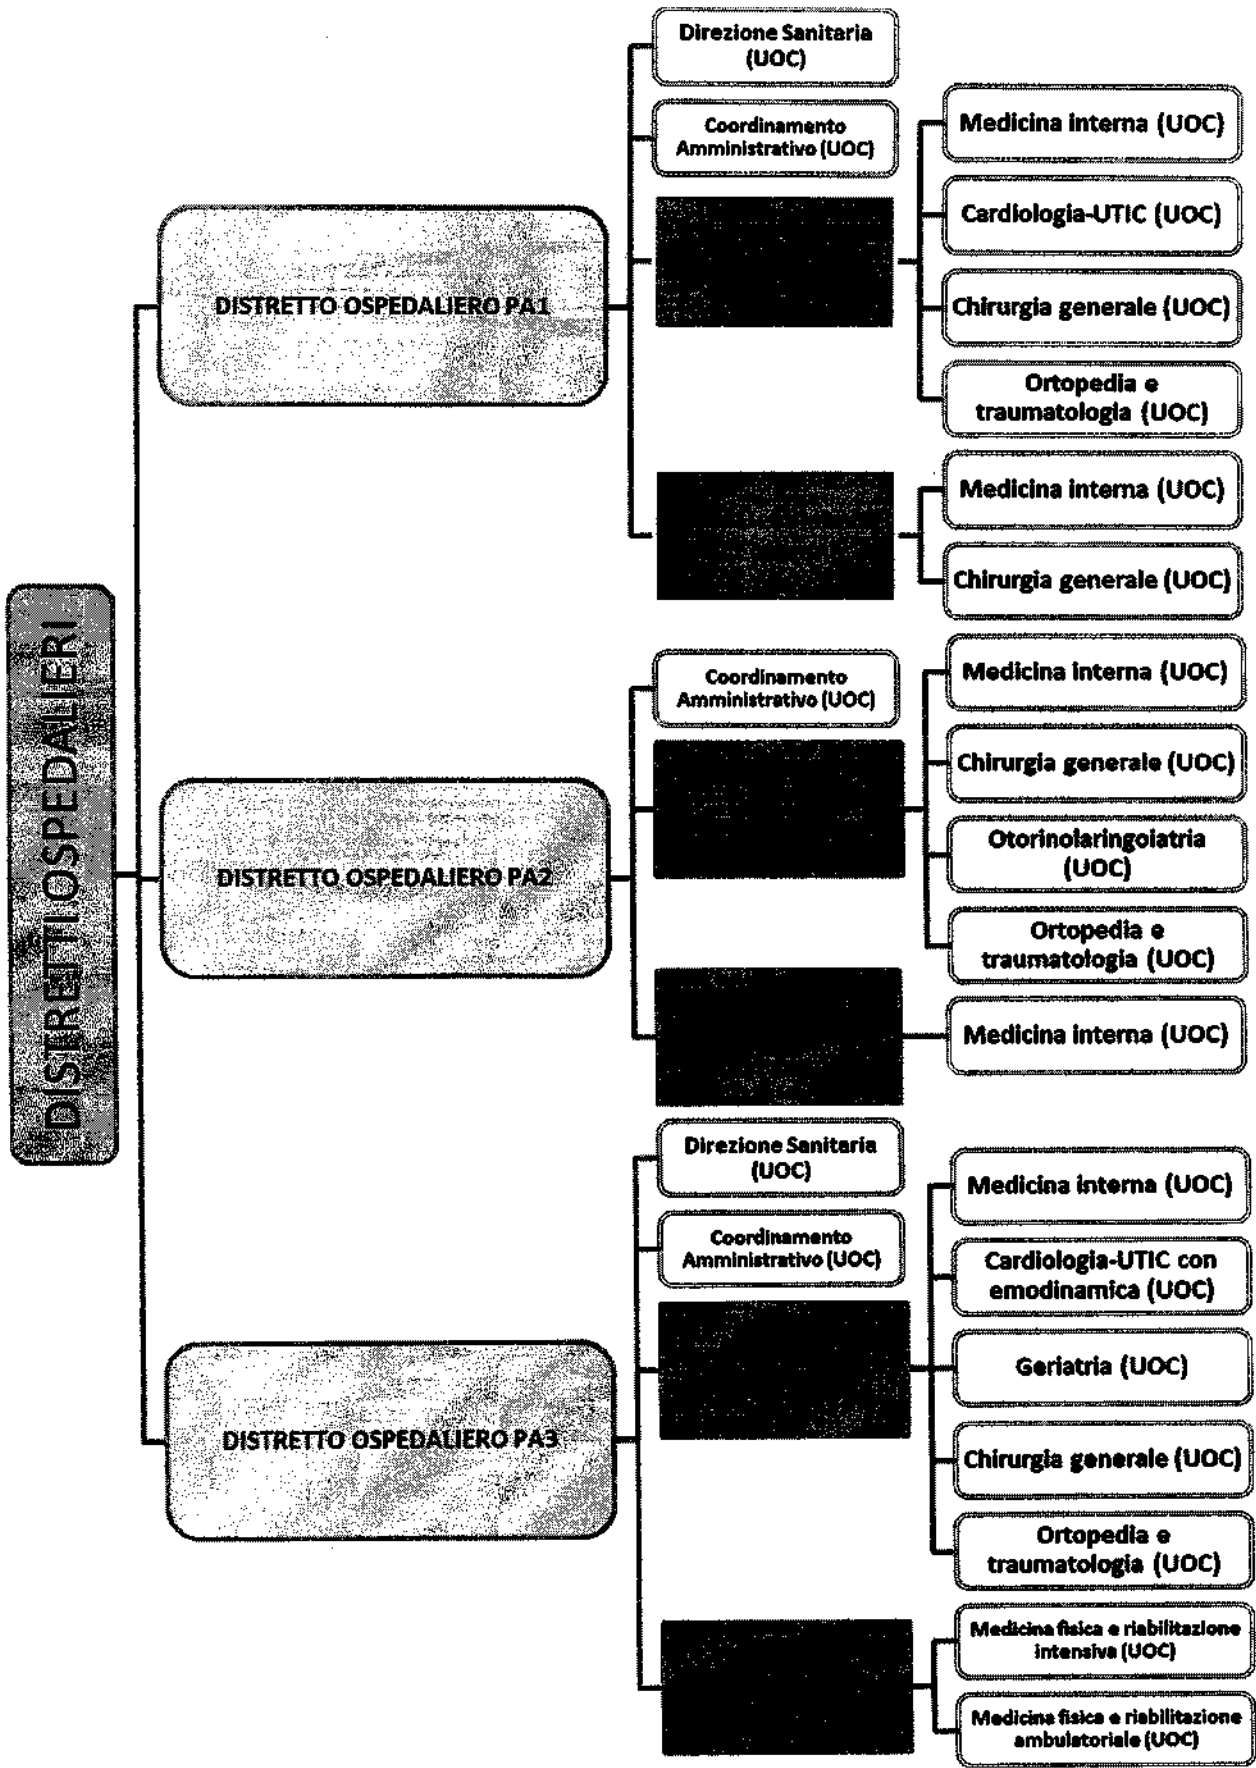 DISTRETTI OSPEDALIERI
DISTRETTO OSPEDALIERO PA1
Direzione Sanitaria
(UOC)
Coordinamento
Amministrativo (UOC)
Medicina interna (UOC)
Cardiologia-UTIC (UOC)
Chirurgia generale (UOC)
Ortopedia e
traumatologia (UOC)
Medicina interna (UOC)
Chirurgia generale (UOC)
DISTRETTO OSPEDALIERO PA2
Coordinamento
Amministrativo (UOC)
Medicina interna (UOC)
Chirurgia generale (UOC)
Otorinolaringoiatria
(UOC)
Ortopedia e
traumatologia (UOC)
Medicina interna (UOC)
DISTRETTO OSPEDALIERO PA3
Direzione Sanitaria
(UOC)
Coordinamento
Amministrativo (UOC)
Medicina interna (UOC)
Cardiologia-UTIC con
emodinamica (UOC)
Geriatria (UOC)
Chirurgia generale (UOC)
Ortopedia e
traumatologia (UOC)
Medicina fisica e riabilitazione
intensiva (UOC)
Medicina fisica e riabilitazione
ambulatoriale (UOC)